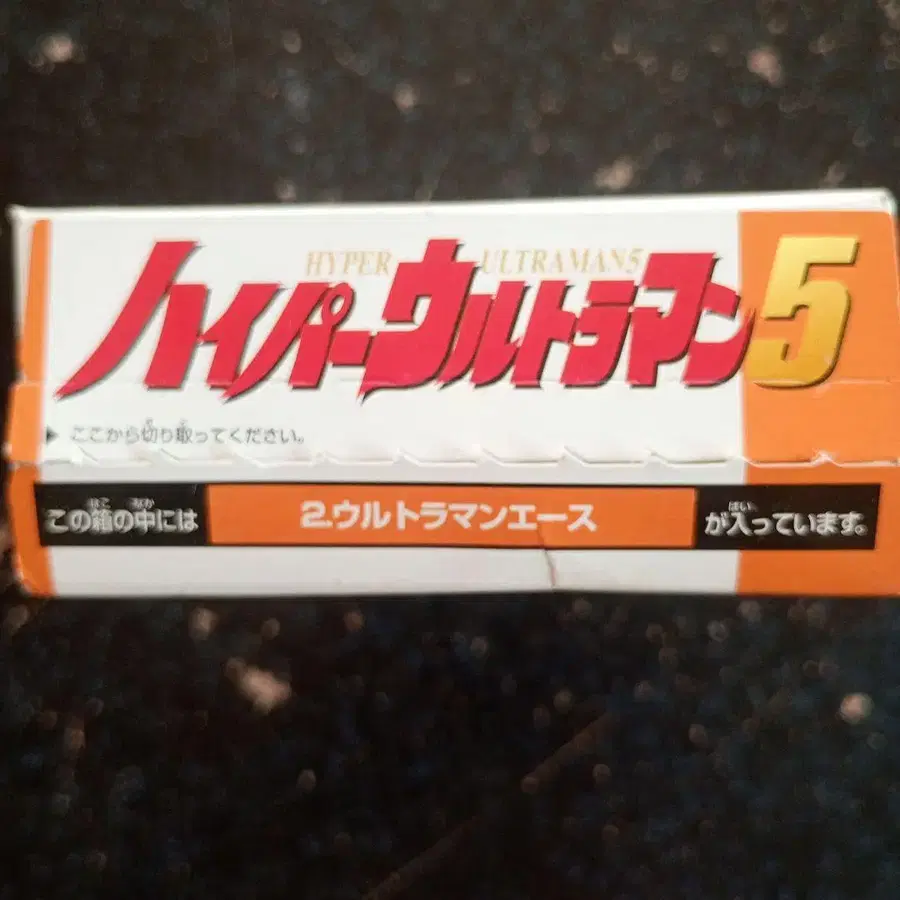 HYPER ULTRAMAN5
ハイパーウルトラマン5
▶ ここから切り取ってください。
この箱の中には 2.ウルトラマンエース が入っています。